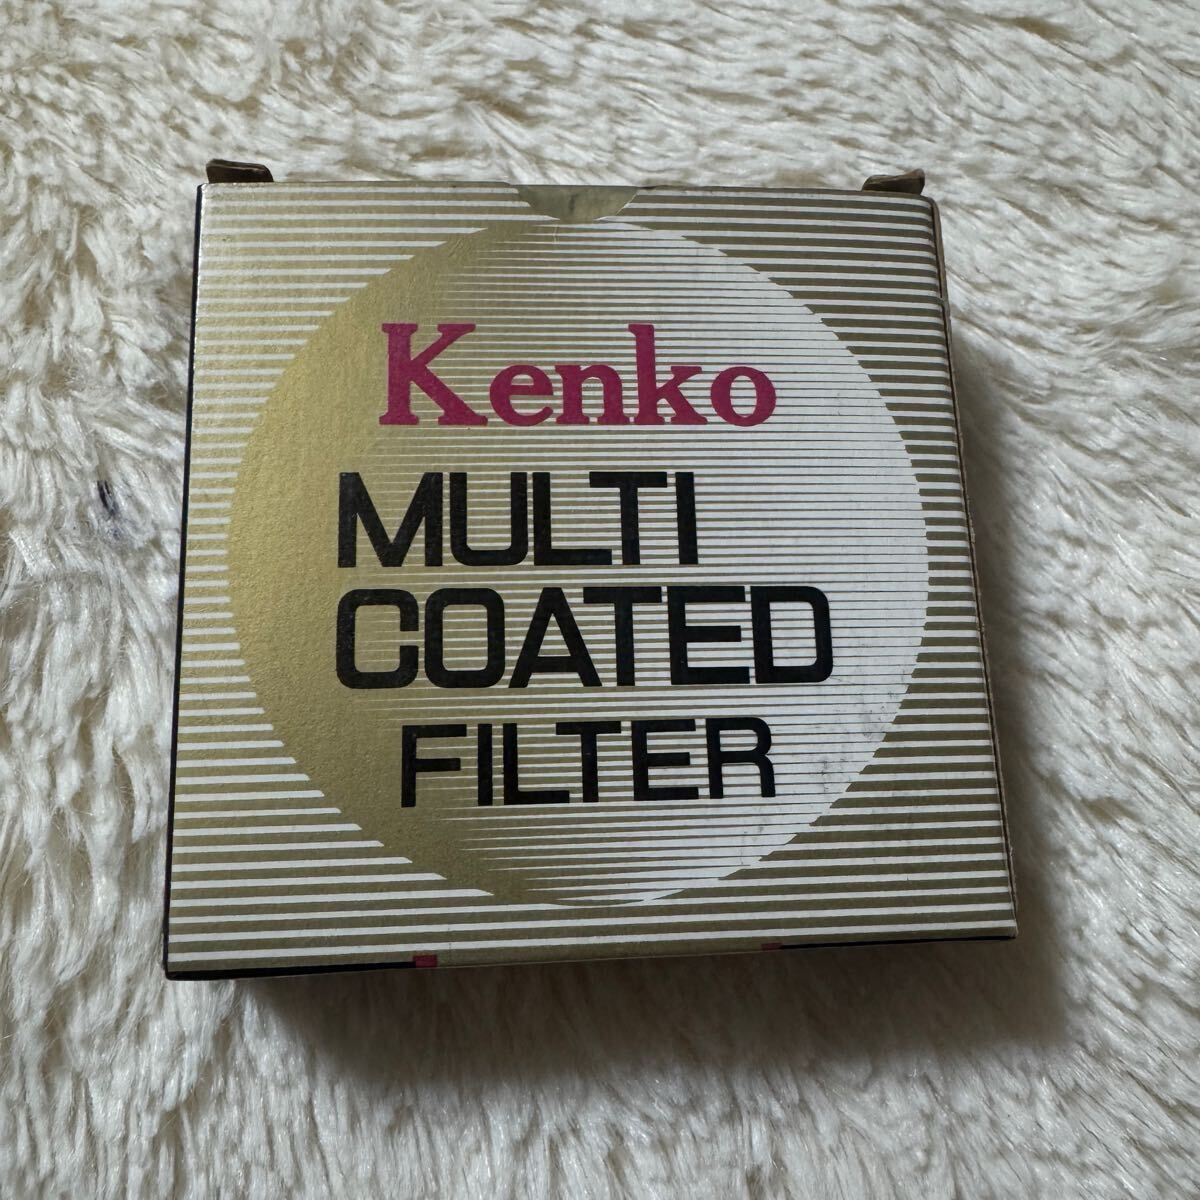 Kenko
MULTI
COATED
FILTER